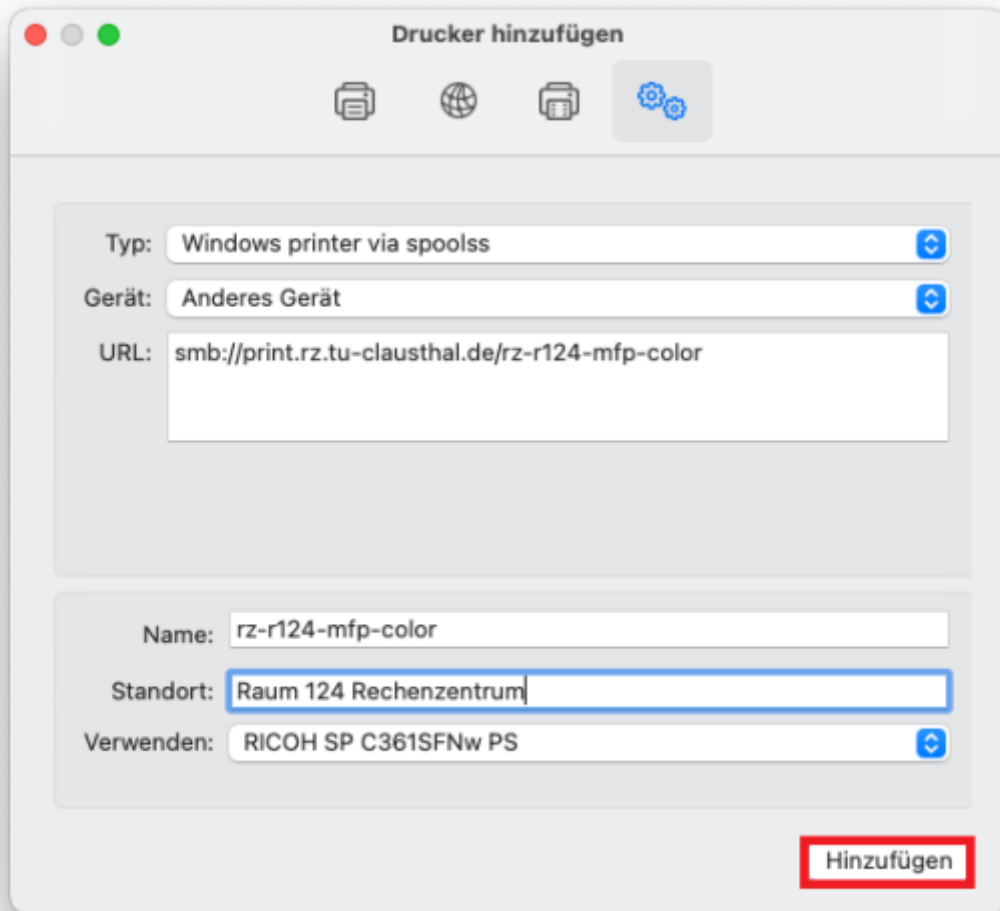 Drucker hinzufügen
Typ: Windows printer via spoolss
Gerät: Anderes Gerät
URL: smb://print.rz.tu-clausthal.de/rz-r124-mfp-color
Name: rz-r124-mfp-color
Standort: Raum 124 Rechenzentrum
Verwenden: RICOH SP C361SFNw PS
Hinzufügen